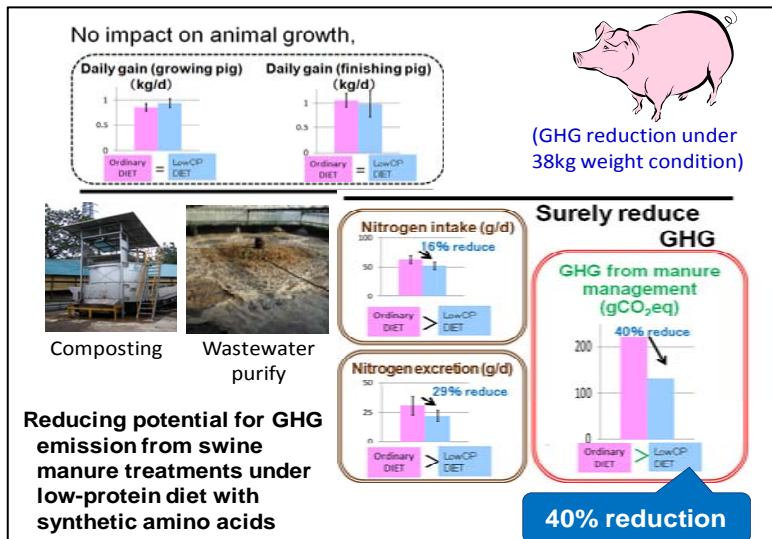 No impact on animal growth,
Daily gain (growing pig)
(kg/d)
1
0.5
0
Ordinary
DIET
=
LowCP
DIET
Daily gain (finishing pig)
(kg/d)
1
0.5
0
Ordinary
DIET
=
LowCP
DIET
(GHG reduction under
38kg weight condition)
Composting
Wastewater
purify
Reducing potential for GHG
emission from swine
manure treatments under
low-protein diet with
synthetic amino acids
Nitrogen intake (g/d)
100
50
0
16% reduce
Ordinary
DIET
>
LowCP
DIET
Nitrogen excretion (g/d)
50
25
0
29% reduce
Ordinary
DIET
>
LowCP
DIET
Surely reduce
GHG
GHG from manure
management
(gCO₂eq)
40% reduce
200
100
0
Ordinary
DIET
>
LowCP
DIET
40% reduction